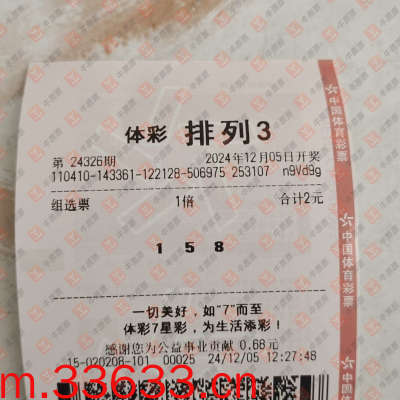 体彩 排列3
第 24326期 2024年12月05日开奖
110410-143361-122128-506975 253107 n9Vd9g
组选票 1倍 合计2元
1 5 8
一切美好，如“7”而至
体彩7星彩，为生活添彩！
感谢您为公益事业贡献 0.68元
15-020206-101 00025 24/12/05 12:27:48
m.33633.com
中国体育彩票
中国体育彩票